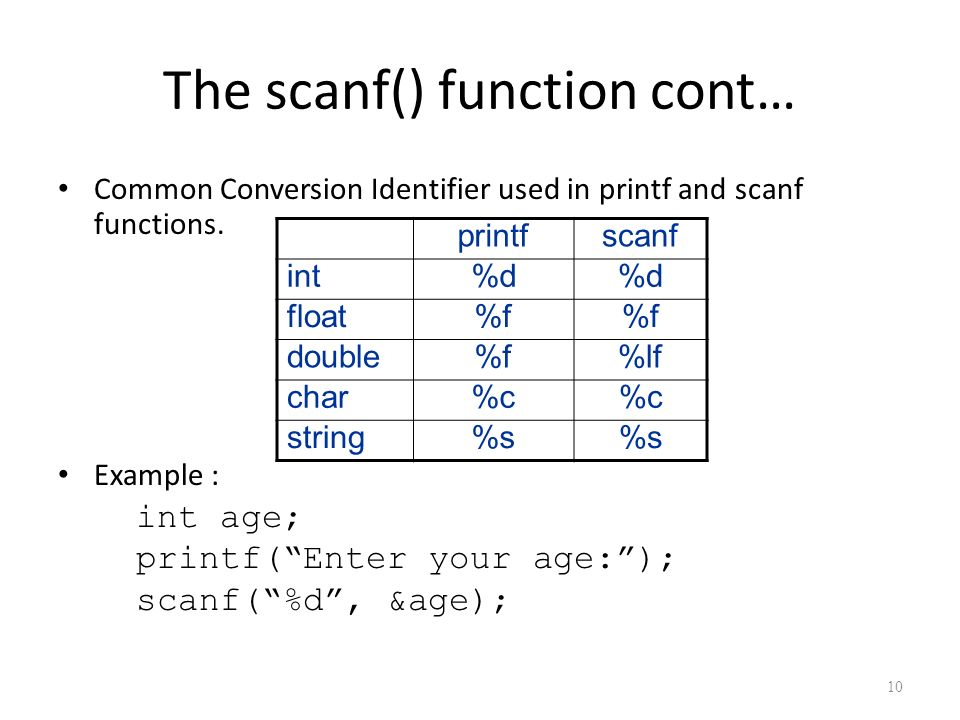 The scanf() function cont…
• Common Conversion Identifier used in printf and scanf
functions.
printf scanf
int %d %d
float %f %f
double %f %lf
char %c %c
string %s %s
• Example :
int age;
printf(“Enter your age:”);
scanf(“%d”, &age);
10